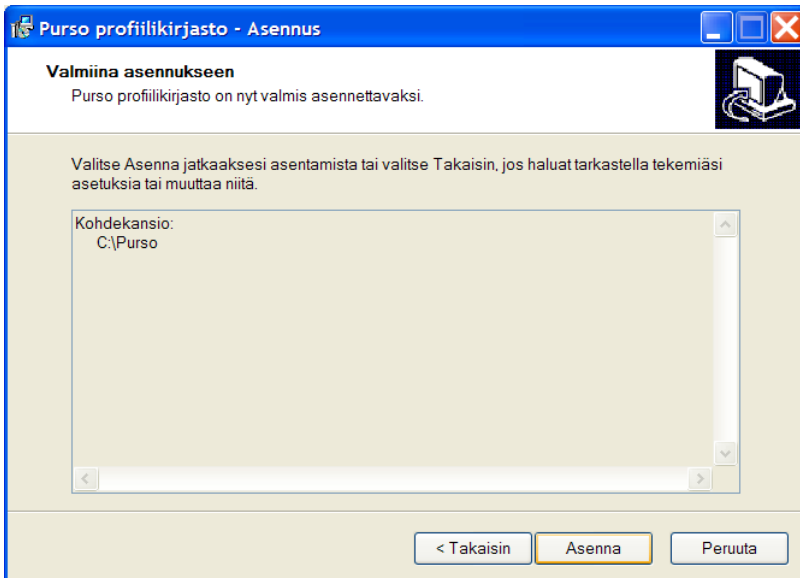 Purso profiilikirjasto - Asennus
Valmiina asennukseen
Purso profiilikirjasto on nyt valmis asennettavaksi.
Valitse Asenna jatkaaksesi asentamista tai valitse Takaisin, jos haluat tarkastella tekemiäsi
asetuksia tai muuttaa niitä.
Kohdekansio:
C:\Purso
< Takaisin
Asenna
Peruuta